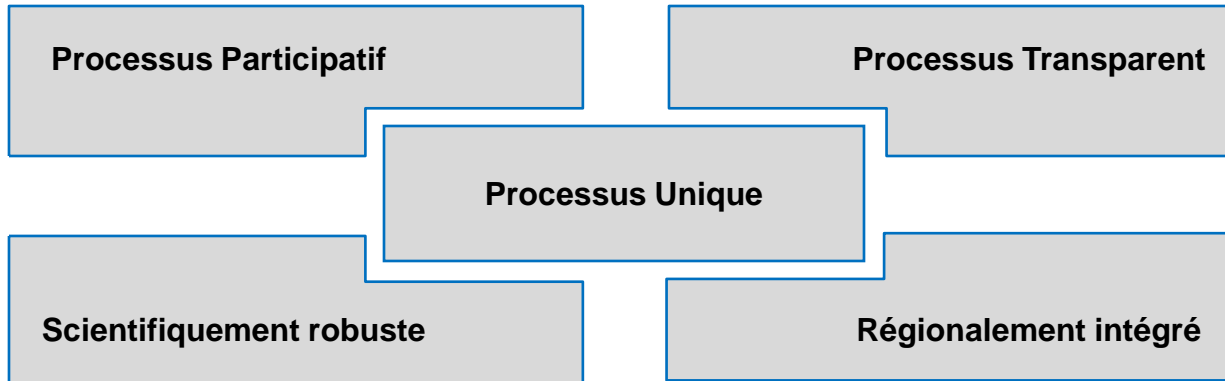 Processus Participatif
Processus Transparent
Processus Unique
Scientifiquement robuste
Régionalement intégré